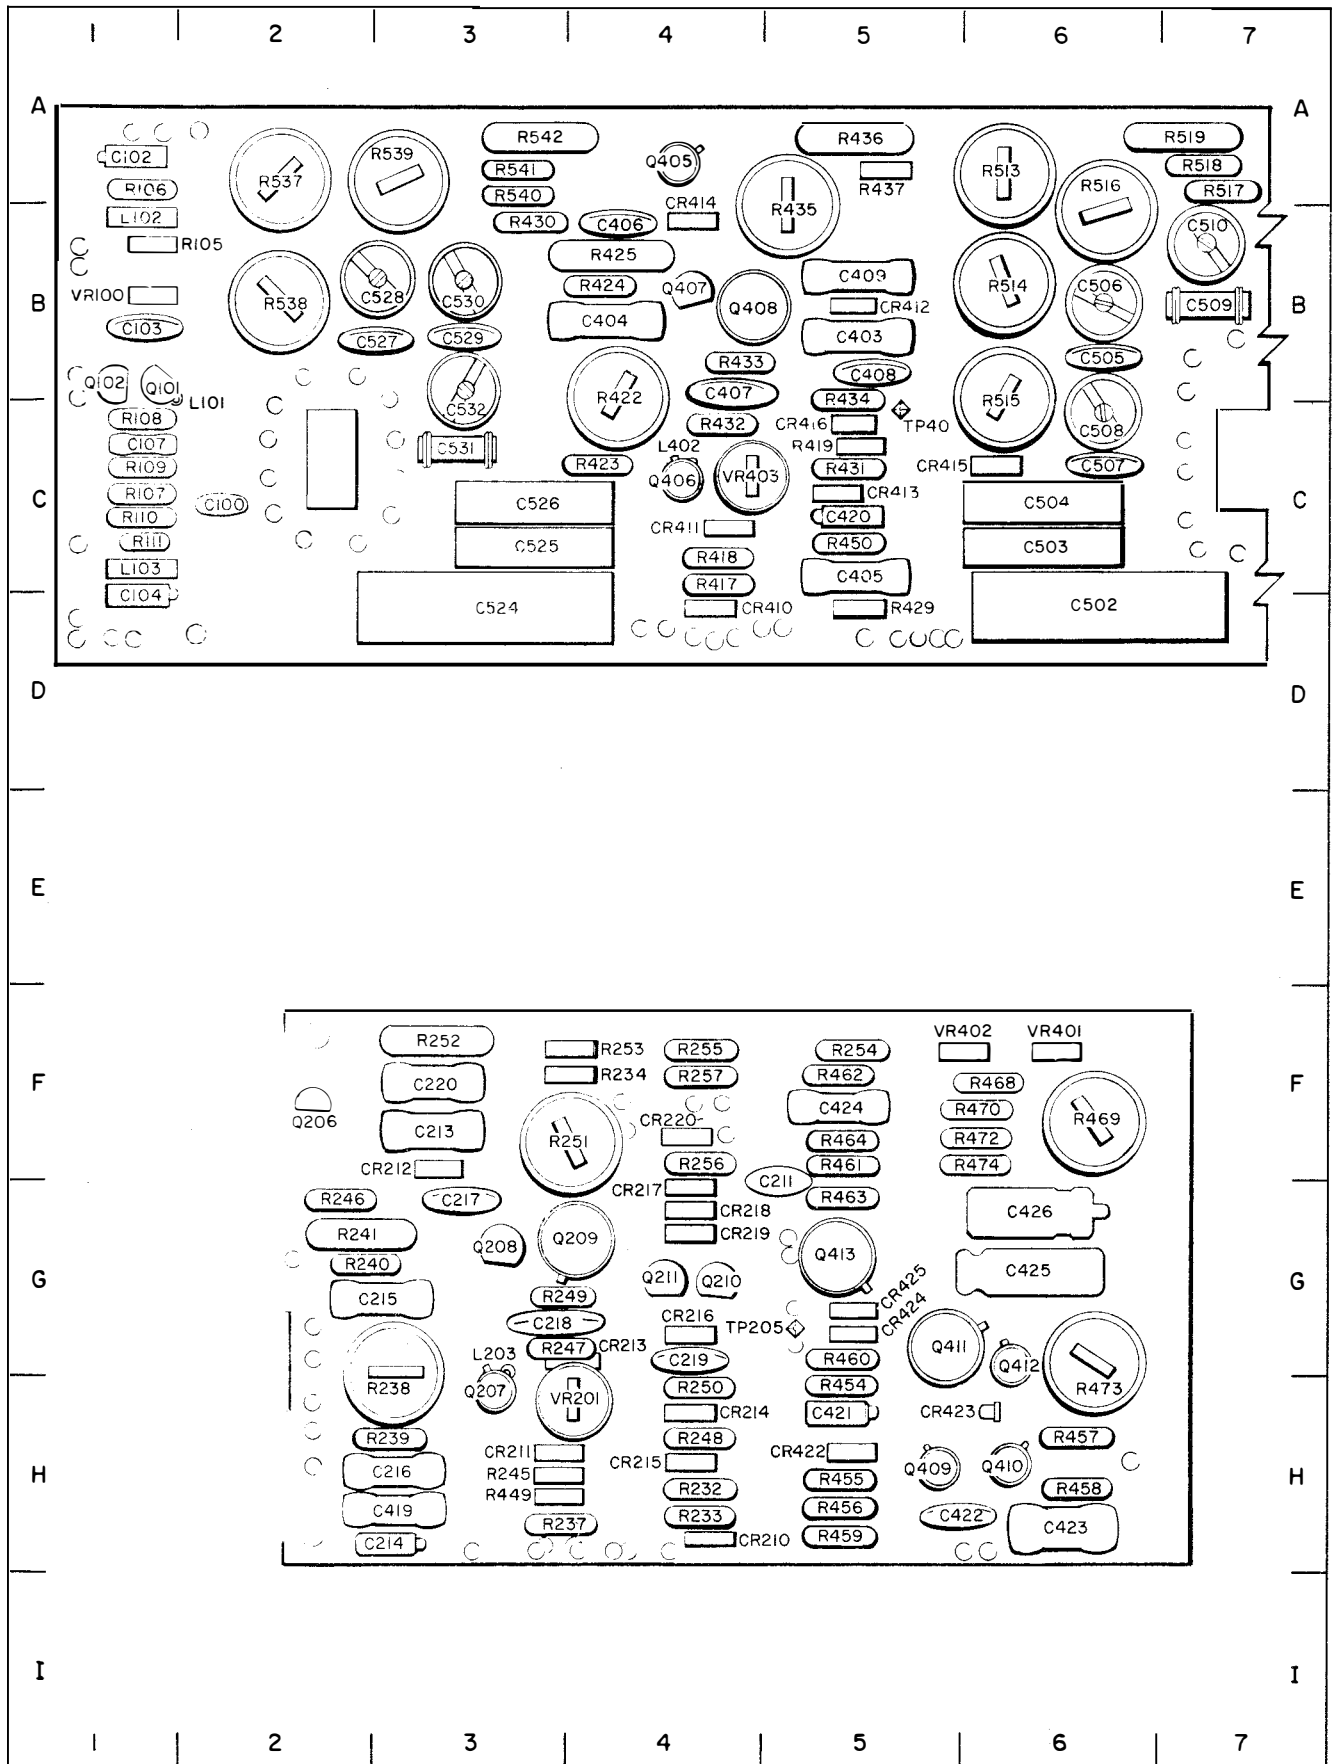 1 2 3 4 5 6 7
A A
R542 R436 R519
C102 R539 Q405 R518
R537 R541 R437 R513
R106 R540 R516 R517
L102 CR414 R435
R430 C406 C510
R105 R425
C409
VR100 R538 C528 C530 R424 Q407 Q408 R514 C506 C509
B CR412 B
C103 C404 C403
C527 C529 C505
R433 C408
Q102 Q101 L101 C532 R422 C407 R434 R515
R108 R432 CR416 TP40 C508
C107 C531 L402 R419
R109 R423 Q406 VR403 R431 CR415 C507
R107 C100 CR413
C C526 C504 C
R110 CR411 C420
R111 C525 R450 C503
L103 R418 C405
C104 R417
C524 CR410 R429 C502
D D
E E
VR402 VR401
R252 R253 R255 R254
F C220 R234 R257 R462 R468 F
Q206 C424 R470 R469
C213 R251 CR220 R464 R472
CR212 R256 R461 R474
CR217 C211
R246 C217 CR218 R463 C426
R241 Q208 Q209 CR219 Q413
R240
G C215 Q211 Q210 C425 G
R249 CR425
C218 CR216 TP205 CR424 Q411
R247 CR213 C219 R460 Q412
L203
R238 Q207 VR201 R250 R454 R473
CR214 C421 CR423
R239 R248 R457
CR211 CR215 CR422
H C216 R245 Q409 Q410 H
R449 R232 R455 R458
C419 R233 R456 C422 C423
R237 R459
C214 CR210
I I
1 2 3 4 5 6 7